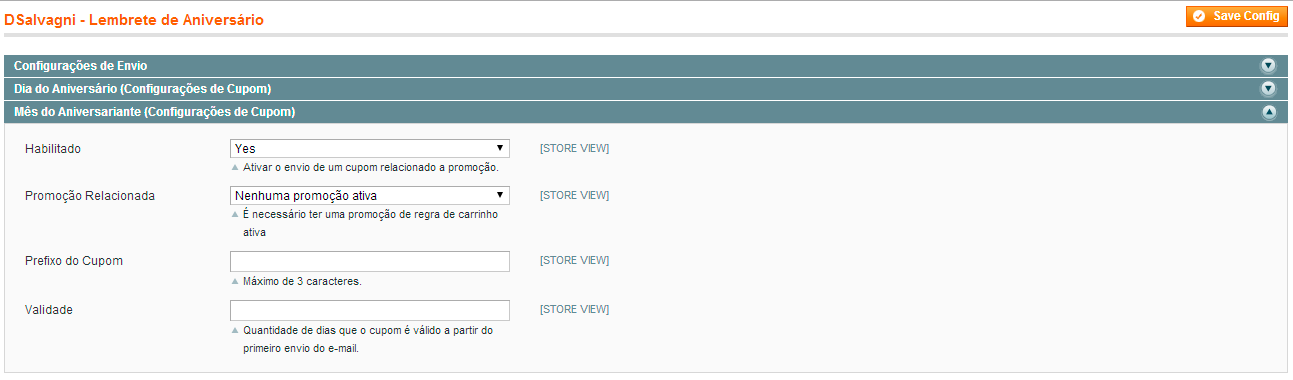 DSalvagni - Lembrete de Aniversário
Save Config
Configurações de Envio
Dia do Aniversário (Configurações de Cupom)
Mês do Aniversariante (Configurações de Cupom)
Habilitado
Yes
[STORE VIEW]
Ativar o envio de um cupom relacionado a promoção.
Promoção Relacionada
Nenhuma promoção ativa
[STORE VIEW]
É necessário ter uma promoção de regra de carrinho
ativa
Prefixo do Cupom
[STORE VIEW]
Máximo de 3 caracteres.
Validade
[STORE VIEW]
Quantidade de dias que o cupom é válido a partir do
primeiro envio do e-mail.